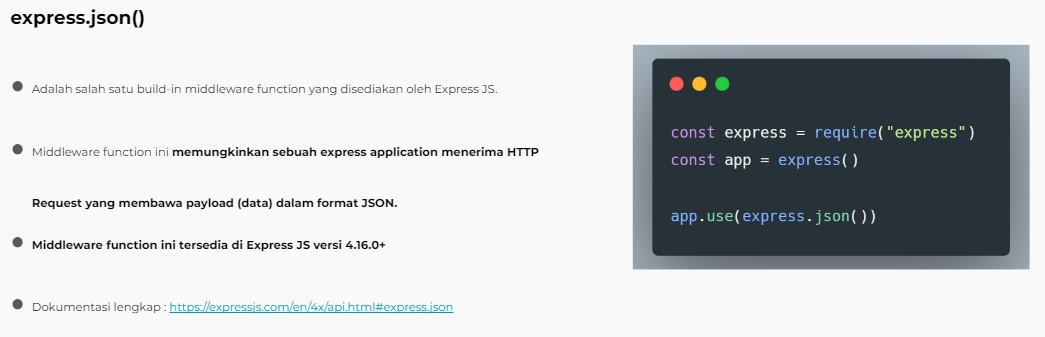 express.json()
Adalah salah satu build-in middleware function yang disediakan oleh Express JS.
Middleware function ini memungkinkan sebuah express application menerima HTTP
Request yang membawa payload (data) dalam format JSON.
Middleware function ini tersedia di Express JS versi 4.16.0+
Dokumentasi lengkap : https://expressjs.com/en/4x/api.html#express.json
const express = require("express")
const app = express()
app.use(express.json())